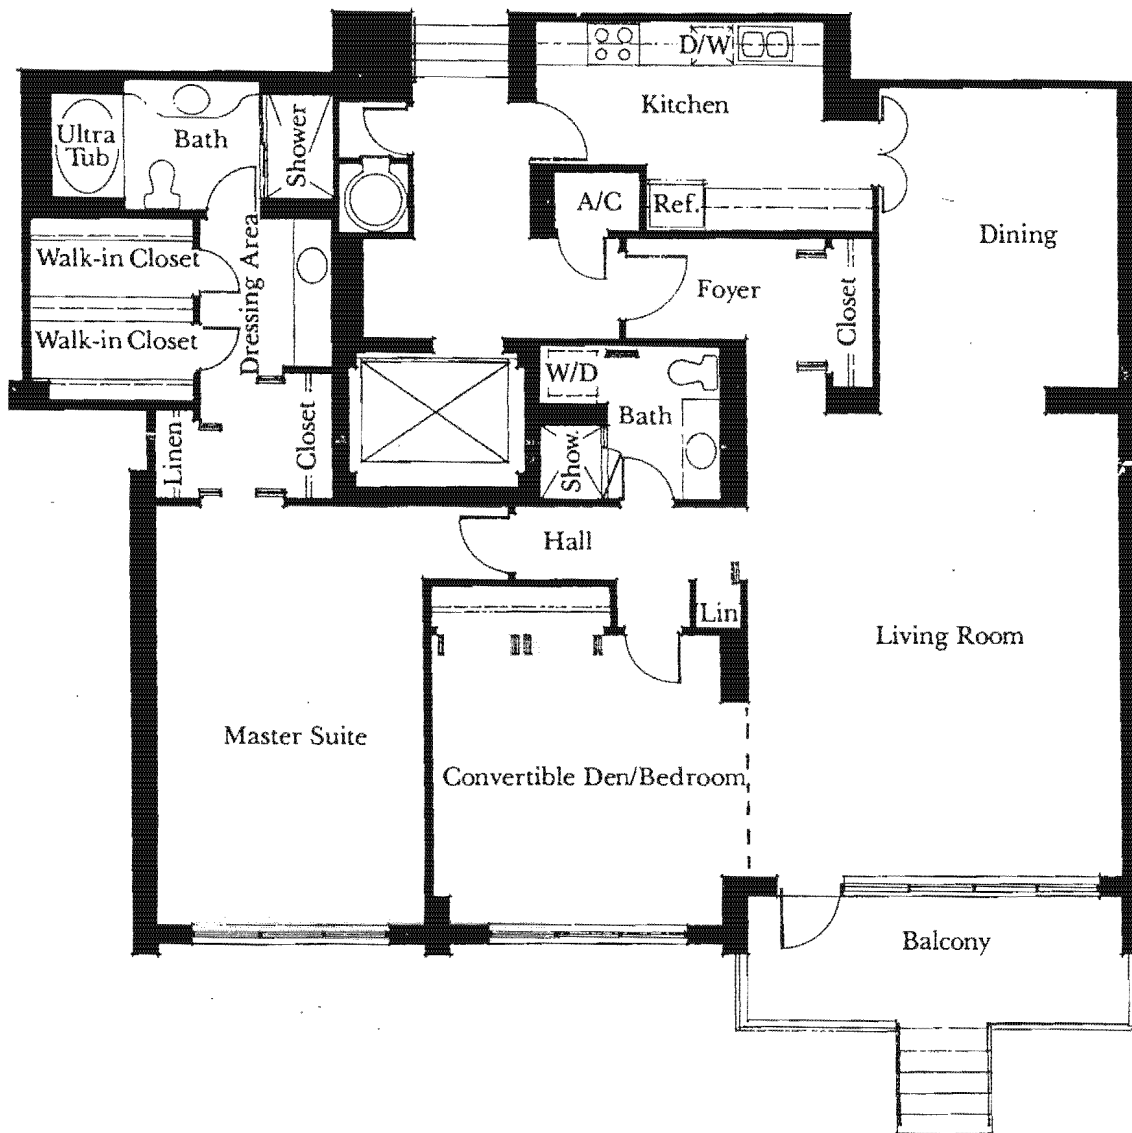 D/W
Kitchen
Ultra
Tub
Bath
Shower
A/C
Ref.
Dining
Walk-in Closet
Dressing Area
Foyer
Closet
Walk-in Closet
W/D
Bath
Linen
Closet
Show.
Hall
Lin
Living Room
Master Suite
Convertible Den/Bedroom
Balcony